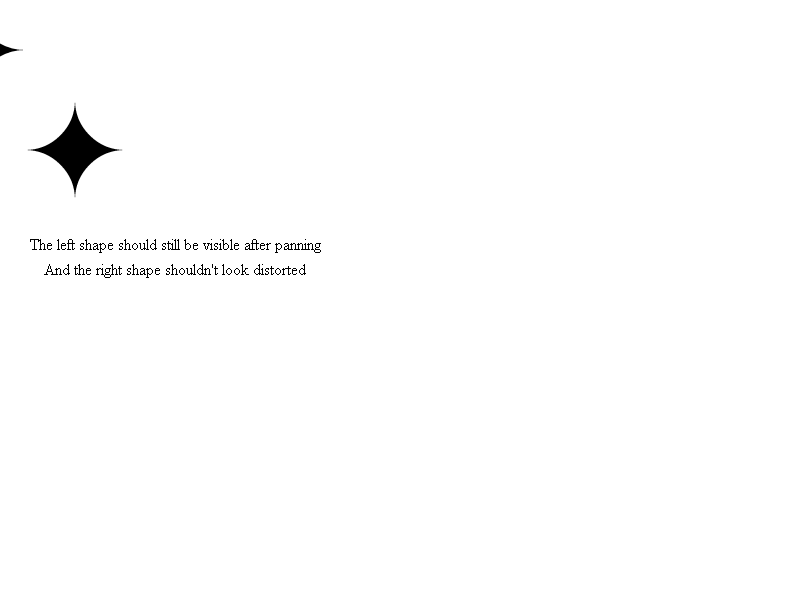 The left shape should still be visible after panning
And the right shape shouldn't look distorted